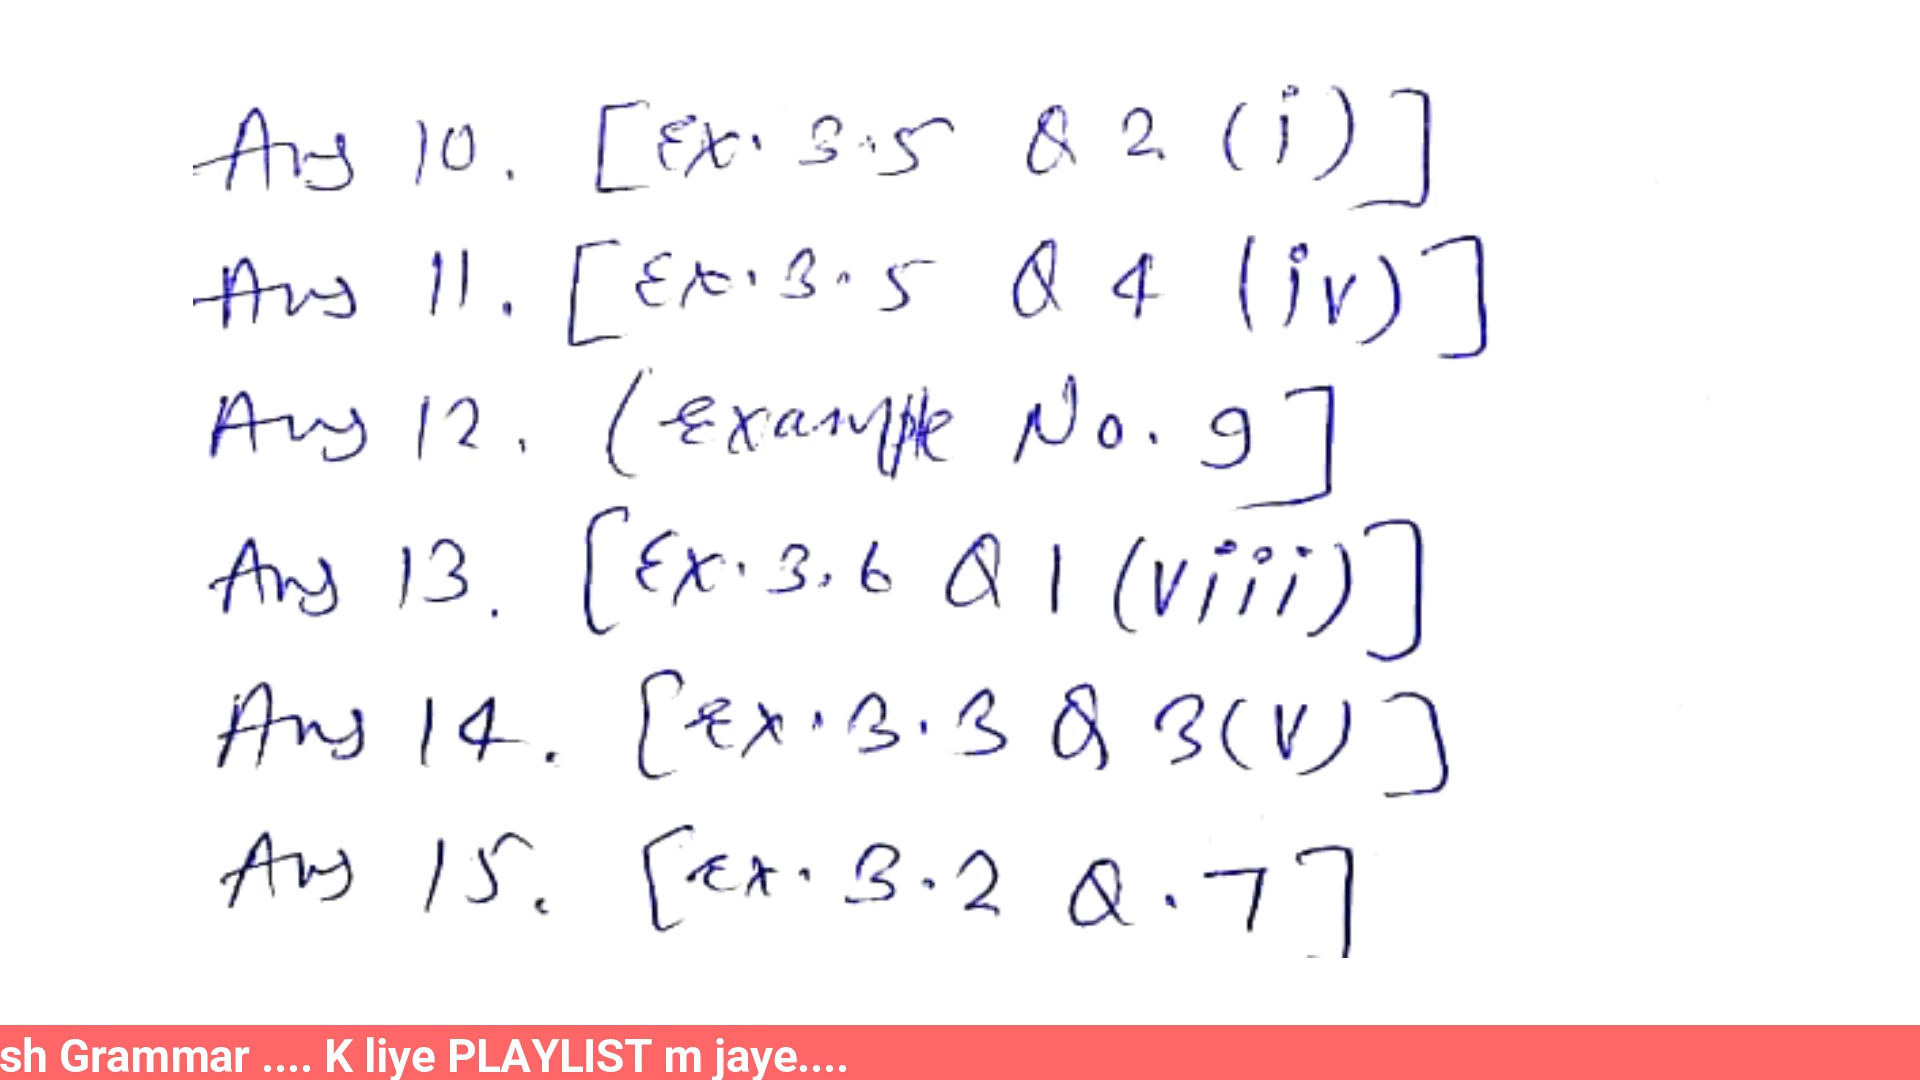 Ans 10. [Ex. 3.5 Q 2 (i)]
Ans 11. [Ex. 3.5 Q 4 (iv)]
Ans 12. (Example No. 9]
Ans 13. [Ex. 3.6 Q 1 (viii)]
Ans 14. [Ex. 3.3 Q 3(v)]
Ans 15. [Ex. 3.2 Q. 7]
sh Grammar .... K liye PLAYLIST m jaye....